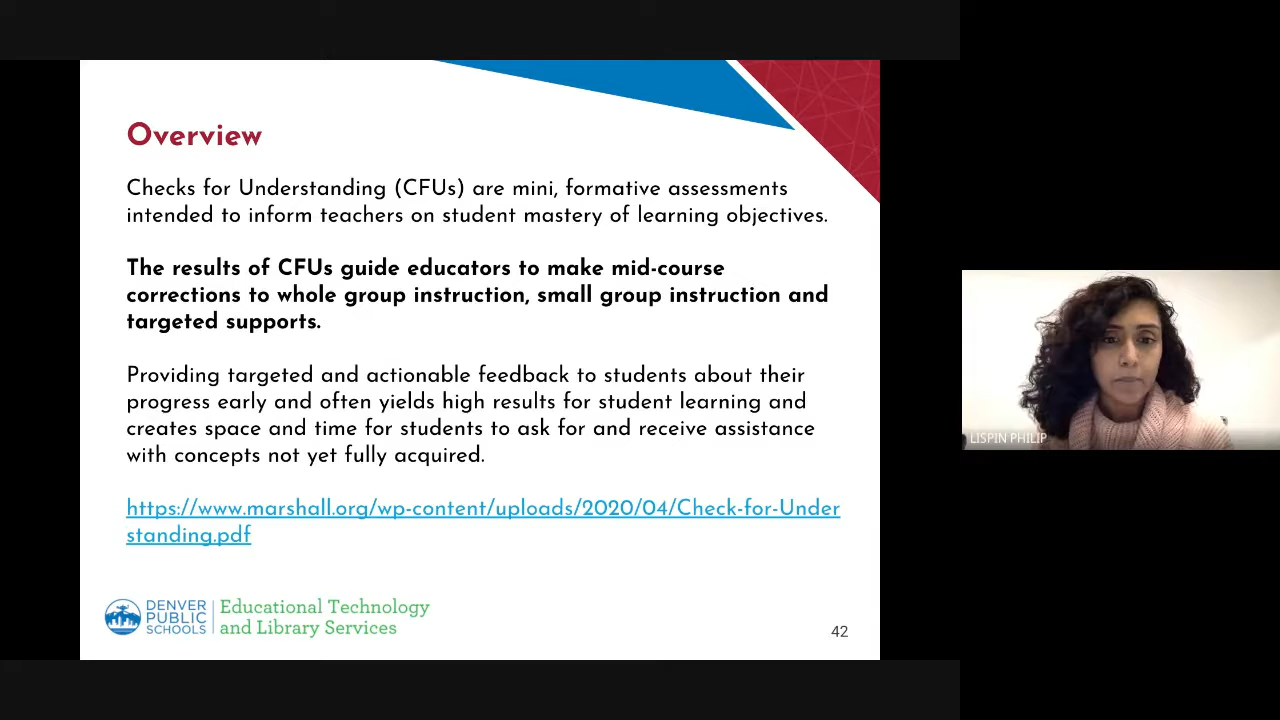 Overview
Checks for Understanding (CFUs) are mini, formative assessments
intended to inform teachers on student mastery of learning objectives.
The results of CFUs guide educators to make mid-course
corrections to whole group instruction, small group instruction and
targeted supports.
Providing targeted and actionable feedback to students about their
progress early and often yields high results for student learning and
creates space and time for students to ask for and receive assistance
with concepts not yet fully acquired.
https://www.marshall.org/wp-content/uploads/2020/04/Check-for-Under
standing.pdf
DENVER
PUBLIC
SCHOOLS
Educational Technology
and Library Services
42
LISPIN PHILIP